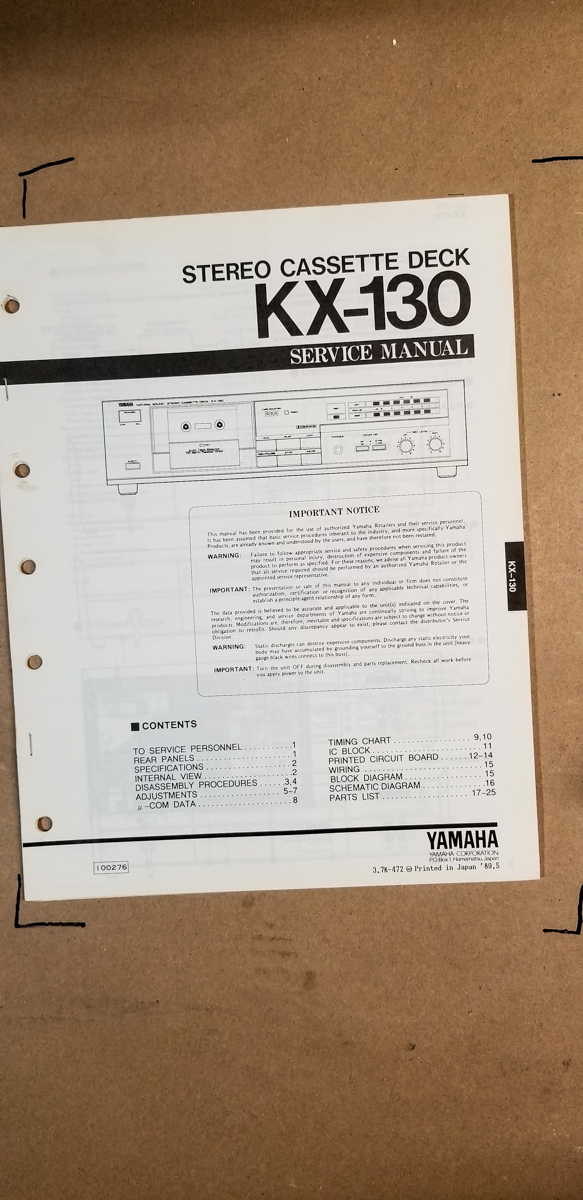 STEREO CASSETTE DECK
KX-130
SERVICE MANUAL
YAMAHA NATURAL SOUND STEREO CASSETTE DECK KX-130
IMPORTANT NOTICE
This manual has been provided for the use of authorized Yamaha Retailers and their service personnel.
It has been assumed that basic service procedures inherent to the industry, and more specifically Yamaha
Products, are already known and understood by the users, and have therefore not been restated.
WARNING: Failure to follow appropriate service and safety procedures when servicing this product
may result in personal injury, destruction of expensive components and failure of the
product to perform as specified. For these reasons, we advise all Yamaha product owners
that all service required should be performed by an authorized Yamaha Retailer or the
appointed service representative.
IMPORTANT: The presentation or sale of this manual to any individual or firm does not constitute
authorization, certification or recognition of any applicable technical capabilities, or
establish a principle-agent relationship of any form.
The data provided is believed to be accurate and applicable to the unit(s) indicated on the cover. The
research, engineering, and service departments of Yamaha are continually striving to improve Yamaha
products. Modifications are, therefore, inevitable and specifications are subject to change without notice or
obligation to retrofit. Should any discrepancy appear to exist, please contact the distributor's Service
Division.
WARNING: Static discharges can destroy expensive components. Discharge any static electricity your
body may have accumulated by grounding yourself to the ground buss in the unit (heavy
gauge black wires connect to this buss).
IMPORTANT: Turn the unit OFF during disassembly and parts replacement. Recheck all work before
you apply power to the unit.
KX-130
■ CONTENTS
TO SERVICE PERSONNEL ..........1
REAR PANELS ..........1
SPECIFICATIONS ..........2
INTERNAL VIEW ..........2
DISASSEMBLY PROCEDURES ......3,4
ADJUSTMENTS ..........5~7
μ-COM DATA ..........8
TIMING CHART ..........9,10
IC BLOCK ..........11
PRINTED CIRCUIT BOARD ......12~14
WIRING ..........15
BLOCK DIAGRAM ..........15
SCHEMATIC DIAGRAM ..........16
PARTS LIST ..........17~25
YAMAHA
YAMAHA CORPORATION
P.O.Box 1, Hamamatsu, Japan
100276
3.7K-472 Printed in Japan '89.5